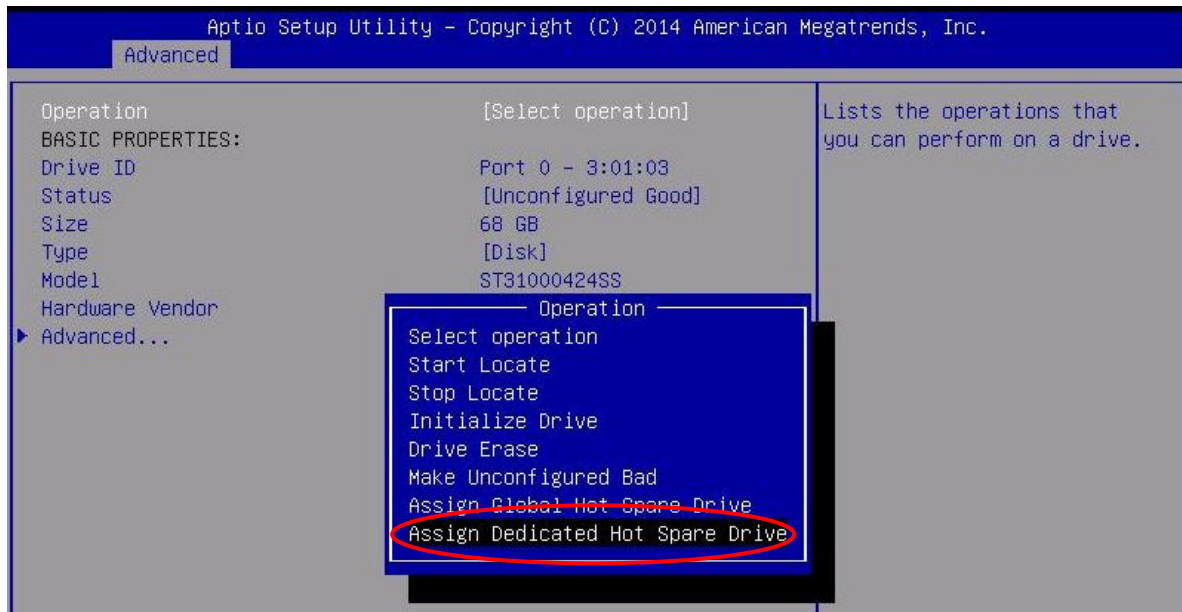 Aptio Setup Utility – Copyright (C) 2014 American Megatrends, Inc.
Advanced
Operation [Select operation]
BASIC PROPERTIES:
Drive ID Port 0 – 3:01:03
Status [Unconfigured Good]
Size 68 GB
Type [Disk]
Model ST31000424SS
Hardware Vendor
Advanced...
Lists the operations that
you can perform on a drive.
Operation
Select operation
Start Locate
Stop Locate
Initialize Drive
Drive Erase
Make Unconfigured Bad
Assign Global Hot Spare Drive
Assign Dedicated Hot Spare Drive